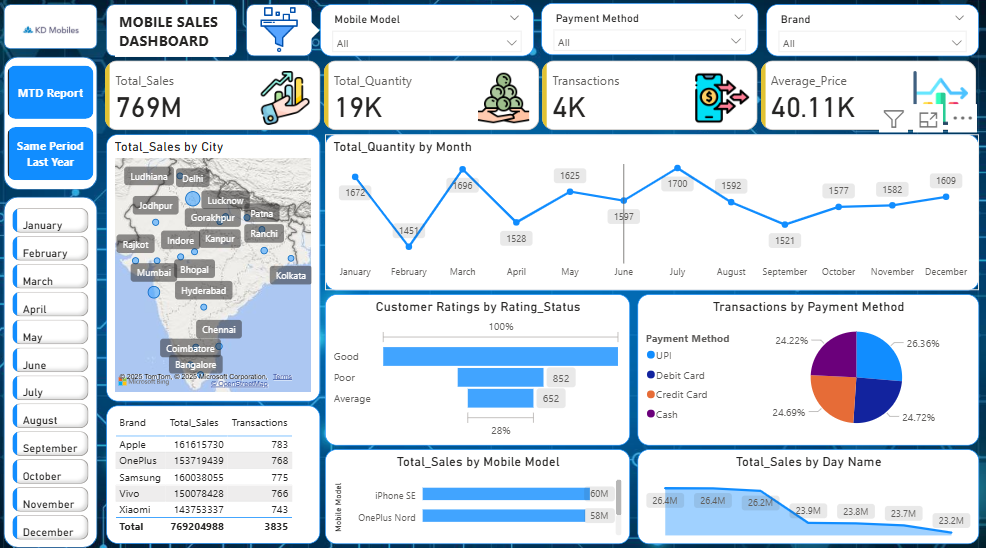 KD Mobiles
MOBILE SALES
DASHBOARD
Mobile Model
All
Payment Method
All
Brand
All
MTD Report
Same Period
Last Year
Total_Sales
769M
Total_Quantity
19K
Transactions
4K
Average_Price
40.11K
January
February
March
April
May
June
July
August
September
October
November
December
Total_Sales by City
Ludhiana
Delhi
Jodhpur
Lucknow
Gorakhpur
Patna
Rajkot
Indore
Kanpur
Ranchi
Mumbai
Bhopal
Kolkata
Hyderabad
Chennai
Coimbatore
Bangalore
© 2025 TomTom, © 2025 Microsoft Corporation, Terms
Microsoft Bing
© OpenStreetMap
Total_Quantity by Month
1672
1451
1696
1528
1625
1597
1700
1592
1521
1577
1582
1609
January
February
March
April
May
June
July
August
September
October
November
December
Customer Ratings by Rating_Status
100%
Good
Poor
852
Average
652
28%
Transactions by Payment Method
Payment Method
UPI
Debit Card
Credit Card
Cash
24.22%
26.36%
24.69%
24.72%
Brand Total_Sales Transactions
Apple 161615730 783
OnePlus 153719439 768
Samsung 160038055 775
Vivo 150078428 766
Xiaomi 143753337 743
Total 769204988 3835
Total_Sales by Mobile Model
Mobile Model
iPhone SE
60M
OnePlus Nord
58M
Total_Sales by Day Name
26.4M
26.4M
26.2M
23.9M
23.8M
23.7M
23.2M